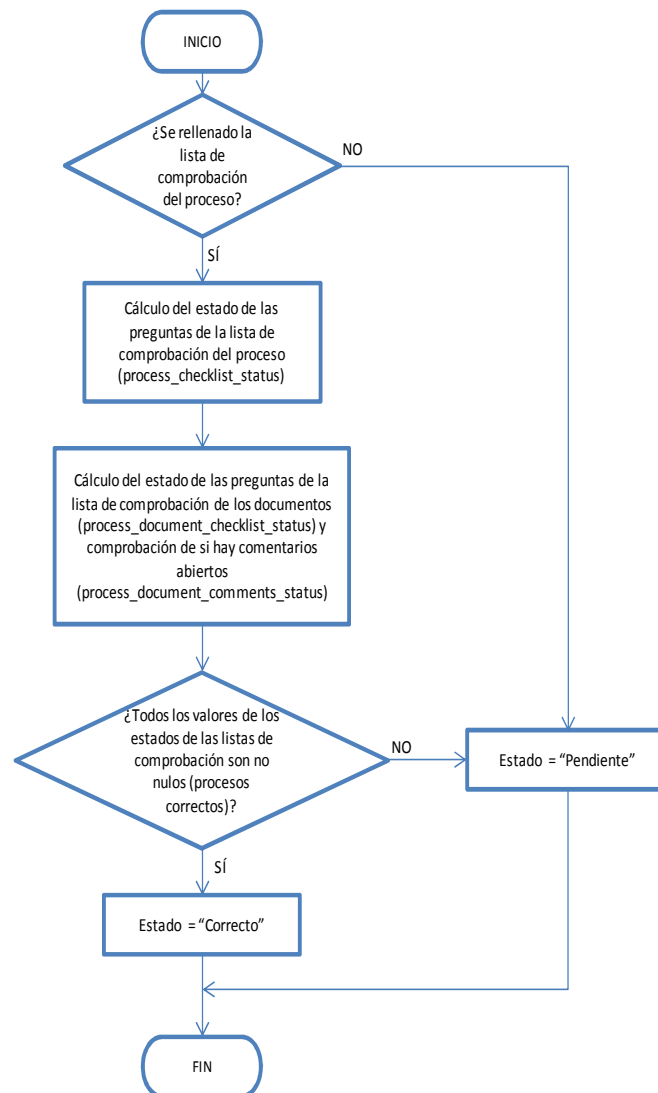 INICIO
¿Se rellenado la
lista de
comprobación
del proceso?
NO
SÍ
Cálculo del estado de las
preguntas de la lista de
comprobación del proceso
(process_checklist_status)
Cálculo del estado de las preguntas de la
lista de comprobación de los documentos
(process_document_checklist_status) y
comprobación de si hay comentarios
abiertos
(process_document_comments_status)
¿Todos los valores de los
estados de las listas de
comprobación son no
nulos (procesos
correctos)?
NO
Estado = “Pendiente”
SÍ
Estado = “Correcto”
FIN